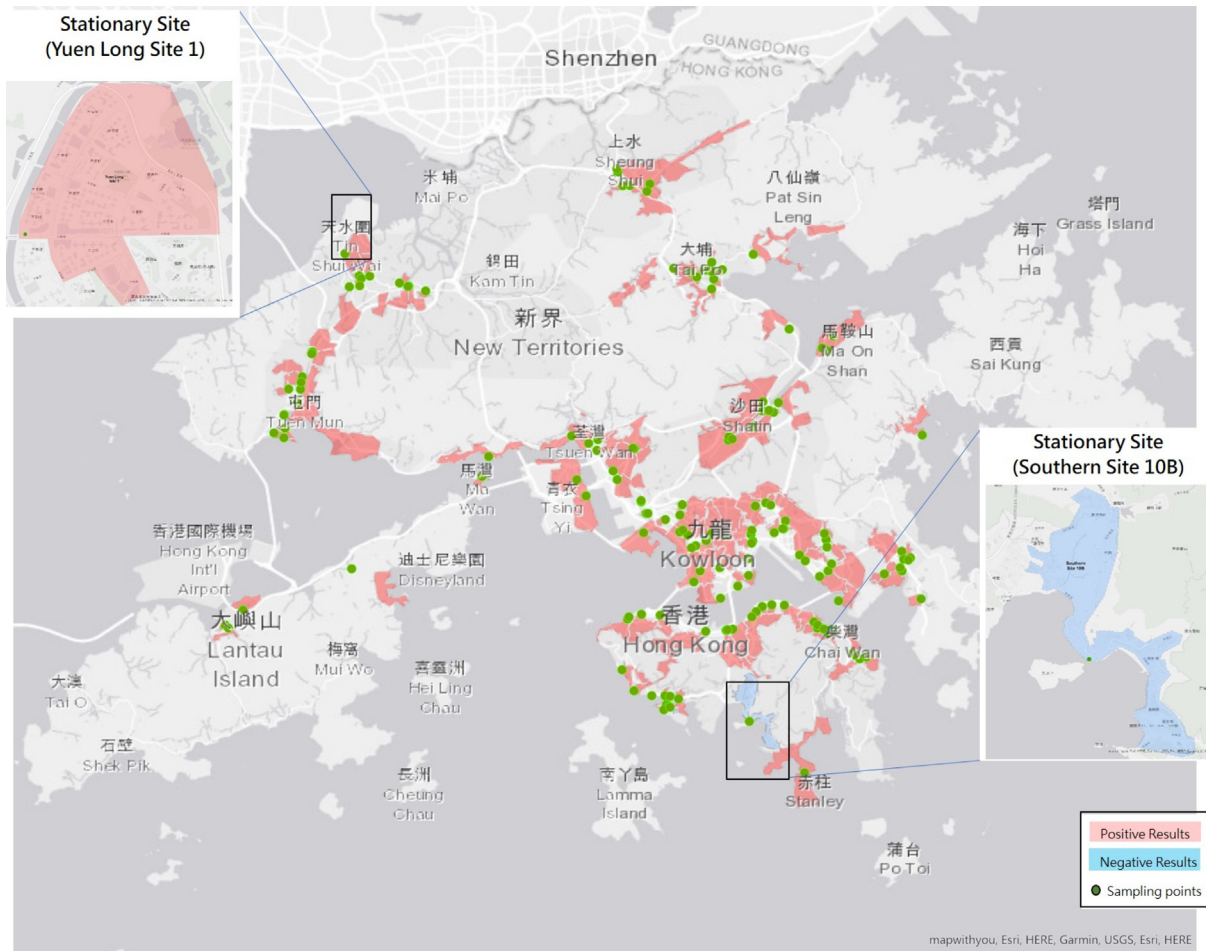 Stationary Site
(Yuen Long Site 1)
Yuen Long
Site 1
Shenzhen
GUANGDONG
HONG KONG
上水
Sheung
Shui
米埔
Mai Po
八仙嶺
Pat Sin
Leng
塔門
Grass Island
海下
Hoi
Ha
天水圍
Tin
Shui Wai
錦田
Kam Tin
大埔
Tai Po
新界
New Territories
馬鞍山
Ma On
Shan
西貢
Sai Kung
屯門
Tuen Mun
沙田
Shatin
荃灣
Tsuen Wan
馬灣
Ma
Wan
青衣
Tsing
Yi
Stationary Site
(Southern Site 10B)
Southern
Site 10B
香港國際機場
Hong Kong
Int'l
Airport
迪士尼樂園
Disneyland
九龍
Kowloon
大嶼山
Lantau
Island
梅窩
Mui Wo
香港
Hong Kong
柴灣
Chai Wan
喜靈洲
Hei Ling
Chau
大澳
Tai O
石壁
Shek Pik
長洲
Cheung
Chau
南丫島
Lamma
Island
赤柱
Stanley
蒲台
Po Toi
Positive Results
Negative Results
Sampling points
mapwithyou, Esri, HERE, Garmin, USGS, Esri, HERE